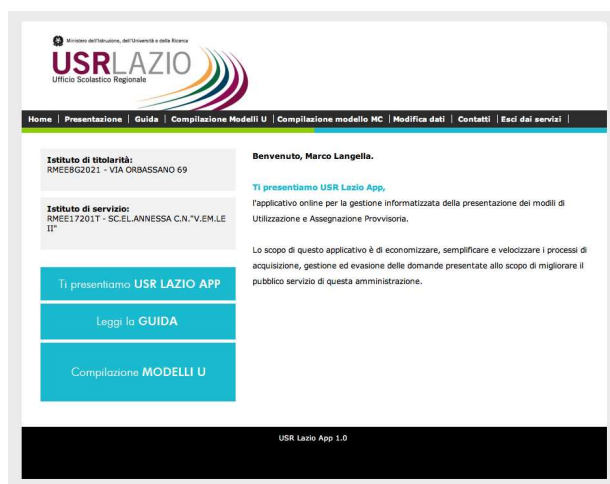 Ministero dell'Istruzione, dell'Università e della Ricerca
USRLAZIO
Ufficio Scolastico Regionale
Home | Presentazione | Guida | Compilazione Modelli U | Compilazione modello MC | Modifica dati | Contatti | Esci dai servizi |
Istituto di titolarità:
RMEE8G2021 - VIA ORBASSANO 69
Istituto di servizio:
RMEE17201T - SC.EL.ANNESSA C.N."V.EM.LE
II"
Ti presentiamo USR LAZIO APP
Leggi la GUIDA
Compilazione MODELLI U
Benvenuto, Marco Langella.
Ti presentiamo USR Lazio App,
l'applicativo online per la gestione informatizzata della presentazione dei modili di
Utilizzazione e Assegnazione Provvisoria.
Lo scopo di questo applicativo è di economizzare, semplificare e velocizzare i processi di
acquisizione, gestione ed evasione delle domande presentate allo scopo di migliorare il
pubblico servizio di questa amministrazione.
USR Lazio App 1.0